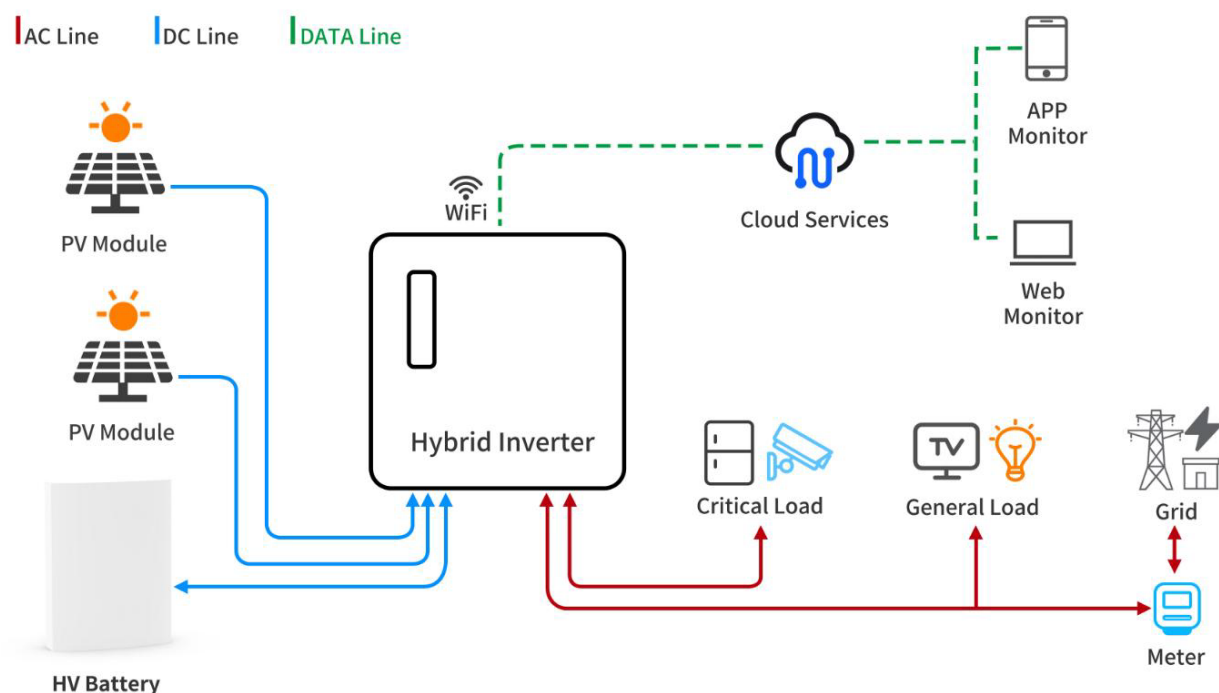 AC Line
DC Line
DATA Line
PV Module
PV Module
HV Battery
WiFi
Hybrid Inverter
Cloud Services
APP
Monitor
Web
Monitor
Critical Load
TV
General Load
Grid
Meter